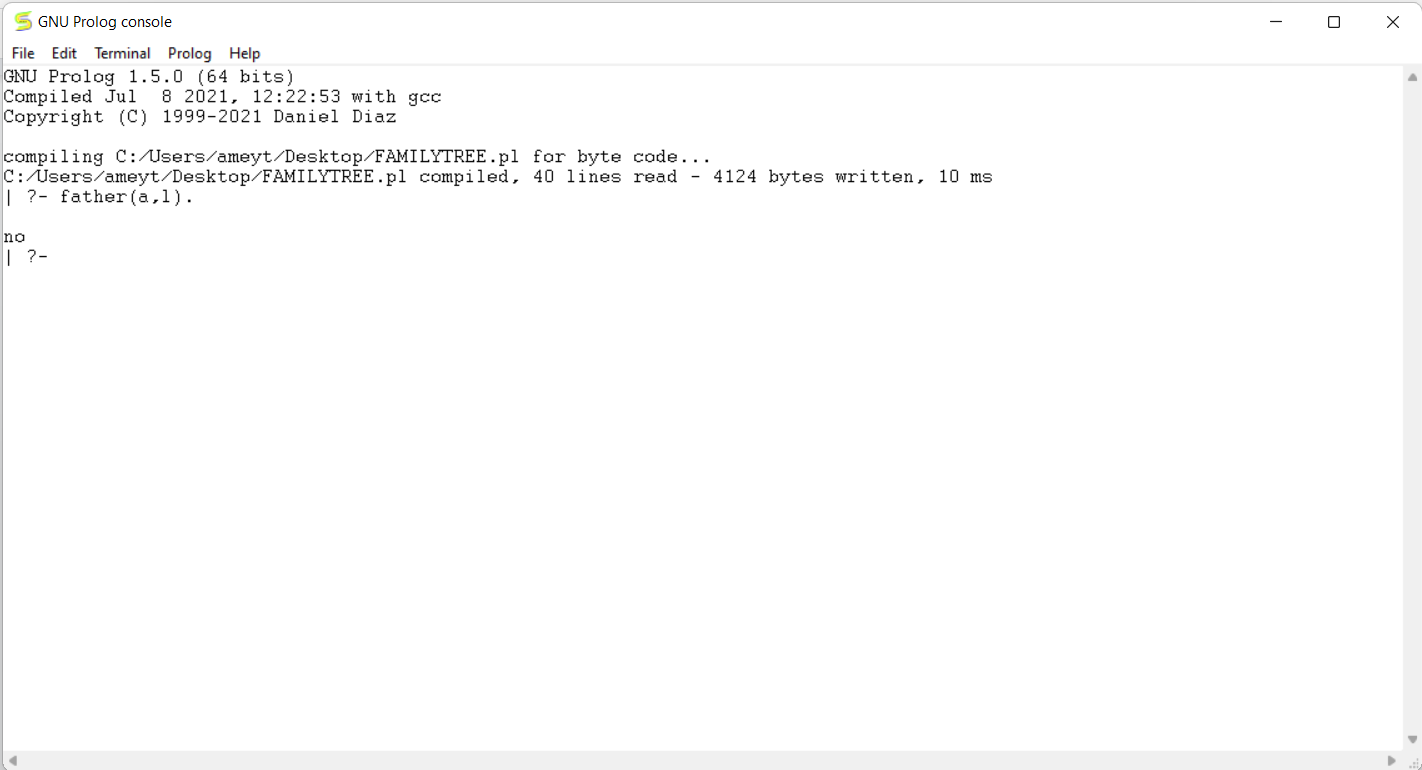 GNU Prolog console
File Edit Terminal Prolog Help
GNU Prolog 1.5.0 (64 bits)
Compiled Jul  8 2021, 12:22:53 with gcc
Copyright (C) 1999-2021 Daniel Diaz
compiling C:/Users/ameyt/Desktop/FAMILYTREE.pl for byte code...
C:/Users/ameyt/Desktop/FAMILYTREE.pl compiled, 40 lines read - 4124 bytes written, 10 ms
| ?- father(a,l).
no
| ?-